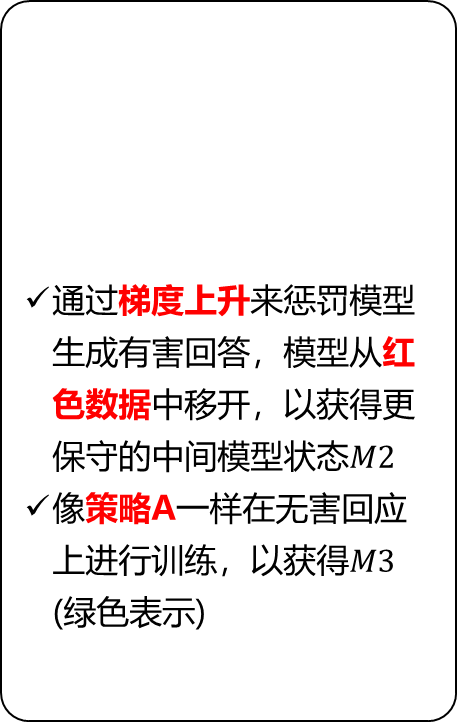 ✓通过梯度上升来惩罚模型
生成有害回答，模型从红
色数据中移开，以获得更
保守的中间模型状态M2
✓像策略A一样在无害回应
上进行训练，以获得M3
(绿色表示)